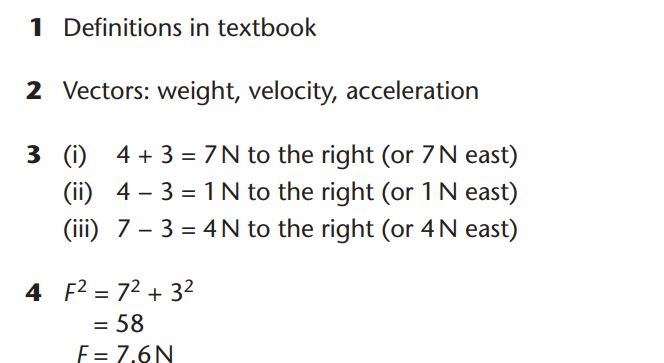 1 Definitions in textbook
2 Vectors: weight, velocity, acceleration
3 (i) 4 + 3 = 7 N to the right (or 7 N east)
(ii) 4 – 3 = 1 N to the right (or 1 N east)
(iii) 7 – 3 = 4 N to the right (or 4 N east)
4 F² = 7² + 3²
= 58
F = 7.6 N